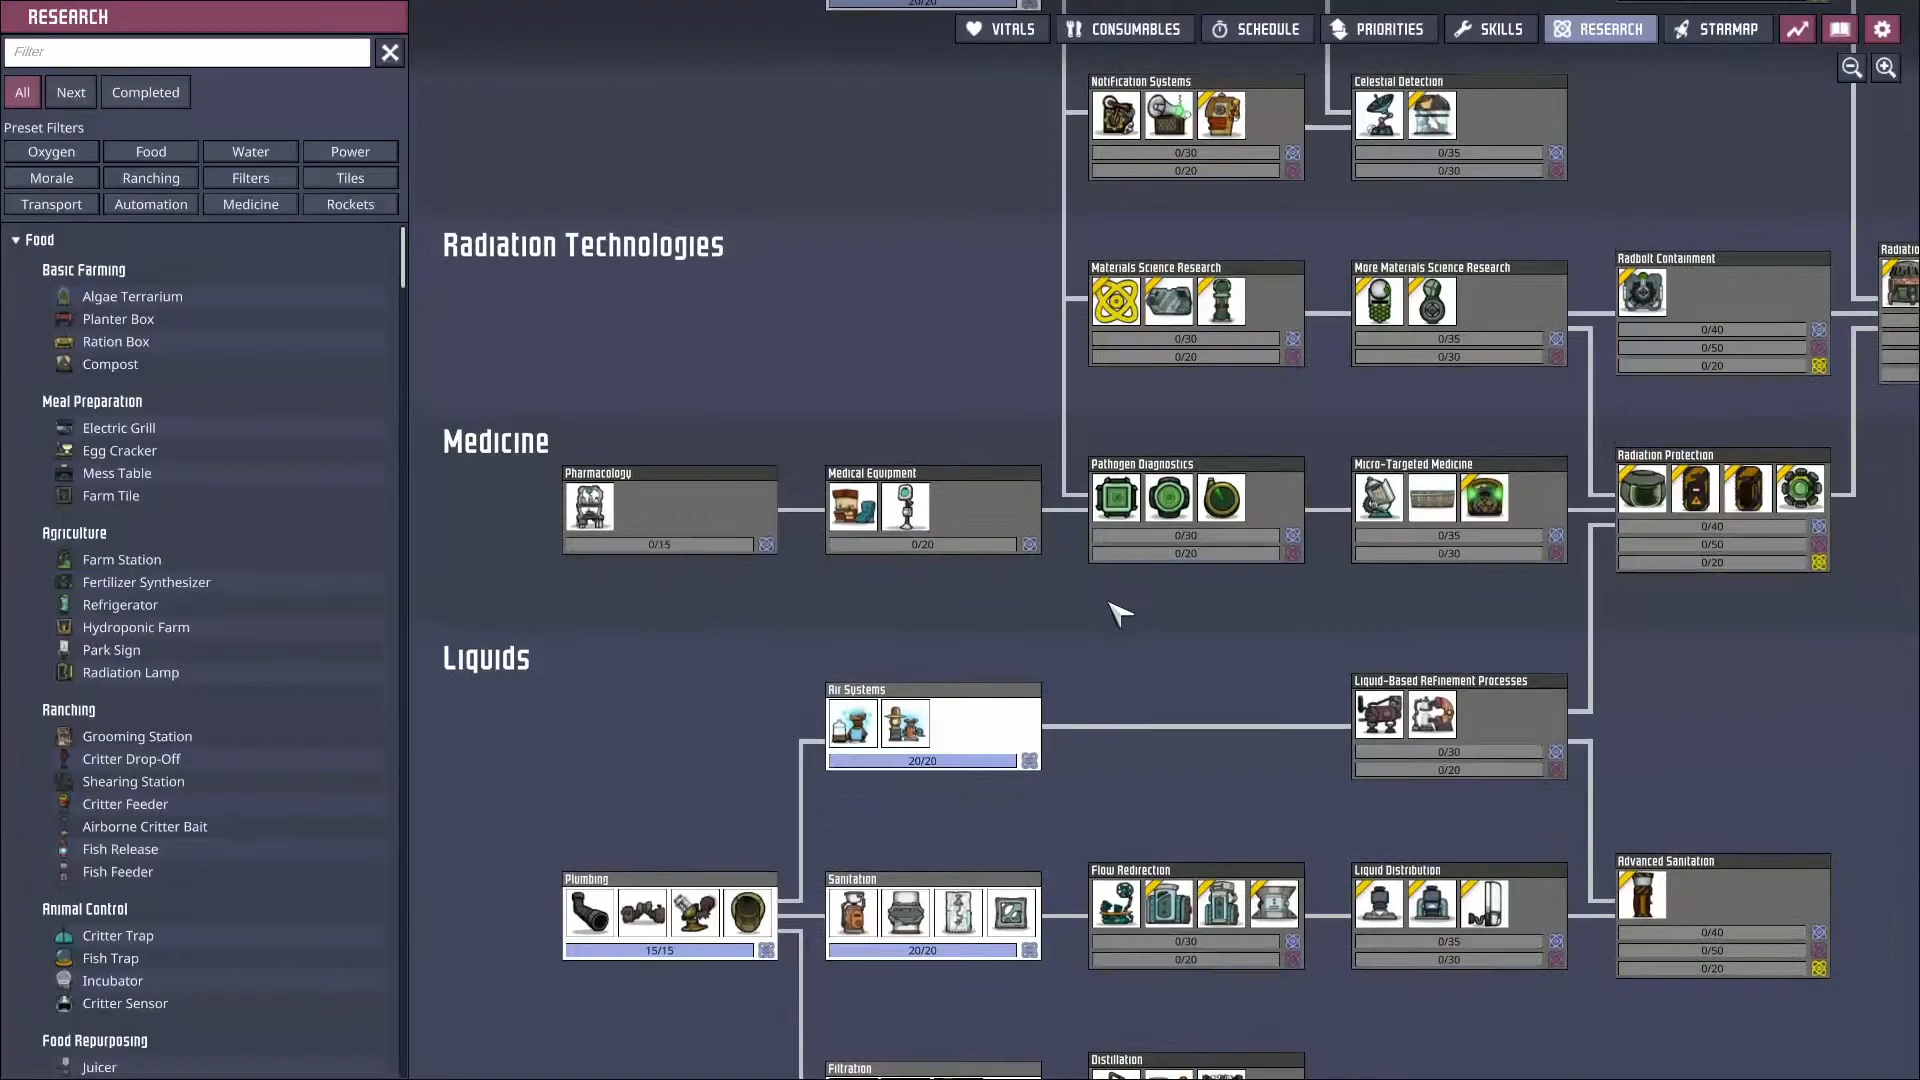 RESEARCH
Filter
All
Next
Completed
Preset Filters
Oxygen
Food
Water
Power
Morale
Ranching
Filters
Tiles
Transport
Automation
Medicine
Rockets
Food
Basic Farming
Algae Terrarium
Planter Box
Ration Box
Compost
Meal Preparation
Electric Grill
Egg Cracker
Mess Table
Farm Tile
Agriculture
Farm Station
Fertilizer Synthesizer
Refrigerator
Hydroponic Farm
Park Sign
Radiation Lamp
Ranching
Grooming Station
Critter Drop-Off
Shearing Station
Critter Feeder
Airborne Critter Bait
Fish Release
Fish Feeder
Animal Control
Critter Trap
Fish Trap
Incubator
Critter Sensor
Food Repurposing
Juicer
20/20
VITALS
CONSUMABLES
SCHEDULE
PRIORITIES
SKILLS
RESEARCH
STARMAP
Notification Systems
0/30
0/20
Celestial Detection
0/35
0/30
Radiation Technologies
Materials Science Research
0/30
0/20
More Materials Science Research
0/35
0/30
Radbolt Containment
0/40
0/50
0/20
Radiatio
Medicine
Pharmacology
0/15
Medical Equipment
0/20
Pathogen Diagnostics
0/30
0/20
Micro-Targeted Medicine
0/35
0/30
Radiation Protection
0/40
0/50
0/20
Liquids
Air Systems
20/20
Liquid-Based Refinement Processes
0/30
0/20
Plumbing
15/15
Sanitation
20/20
Flow Redirection
0/30
0/20
Liquid Distribution
0/35
0/30
Advanced Sanitation
0/40
0/50
0/20
Filtration
Distillation